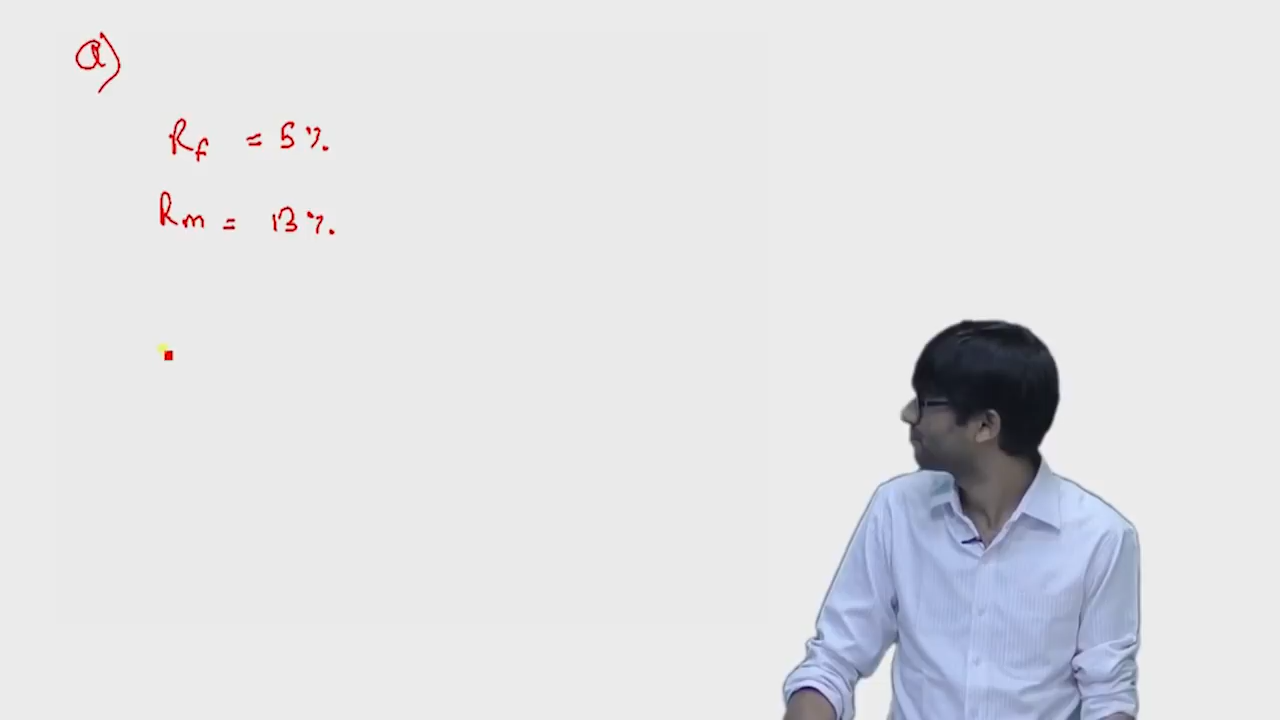 a)
Rf = 5%.
Rm = 13%.